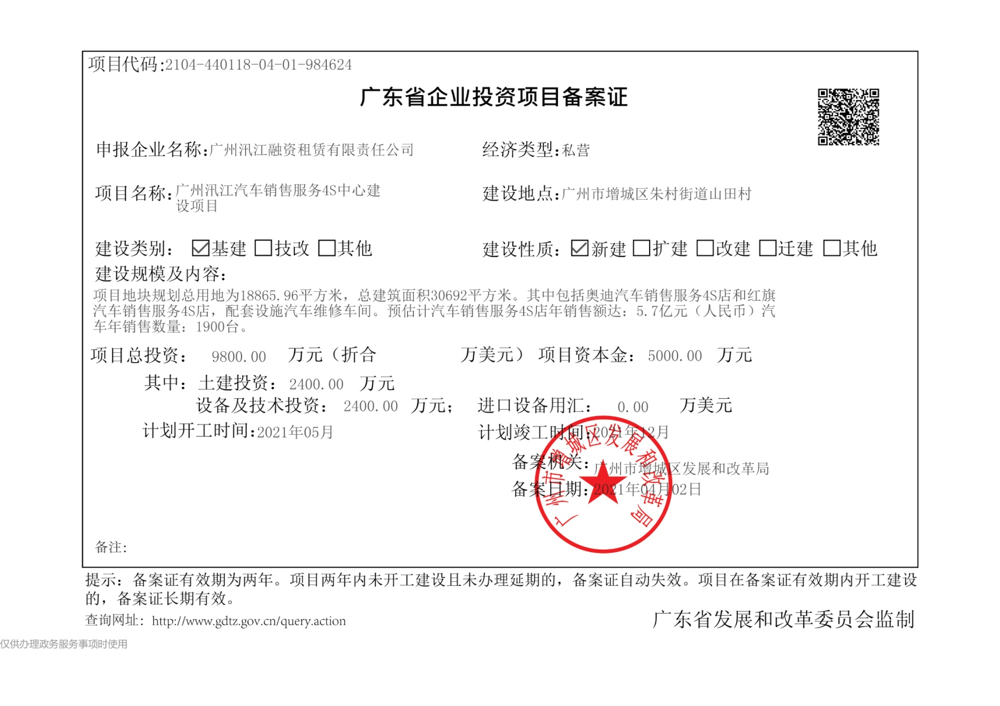 项目代码:2104-440118-04-01-984624
广东省企业投资项目备案证
申报企业名称:广州汛江融资租赁有限责任公司 经济类型:私营
项目名称:广州汛江汽车销售服务4S中心建
设项目
建设地点:广州市增城区朱村街道山田村
建设类别: ☑基建 □技改 □其他 建设性质: ☑新建 □扩建 □改建 □迁建 □其他
建设规模及内容:
项目地块规划总用地为18865.96平方米，总建筑面积30692平方米。其中包括奥迪汽车销售服务4S店和红旗
汽车销售服务4S店，配套设施汽车维修车间。预估计汽车销售服务4S店年销售额达：5.7亿元（人民币）汽
车年销售数量：1900台。
项目总投资: 9800.00 万元（折合 万美元） 项目资本金: 5000.00 万元
其中: 土建投资: 2400.00 万元
设备及技术投资: 2400.00 万元; 进口设备用汇: 0.00 万美元
计划开工时间:2021年05月 计划竣工时间:2021年12月
备案机关:广州市增城区发展和改革局
备案日期:2021年04月02日
广州市增城区发展和改革局
备注:
提示：备案证有效期为两年。项目两年内未开工建设且未办理延期的，备案证自动失效。项目在备案证有效期内开工建设
的，备案证长期有效。
查询网址：http://www.gdtz.gov.cn/query.action
广东省发展和改革委员会监制
仅供办理政务服务事项时使用